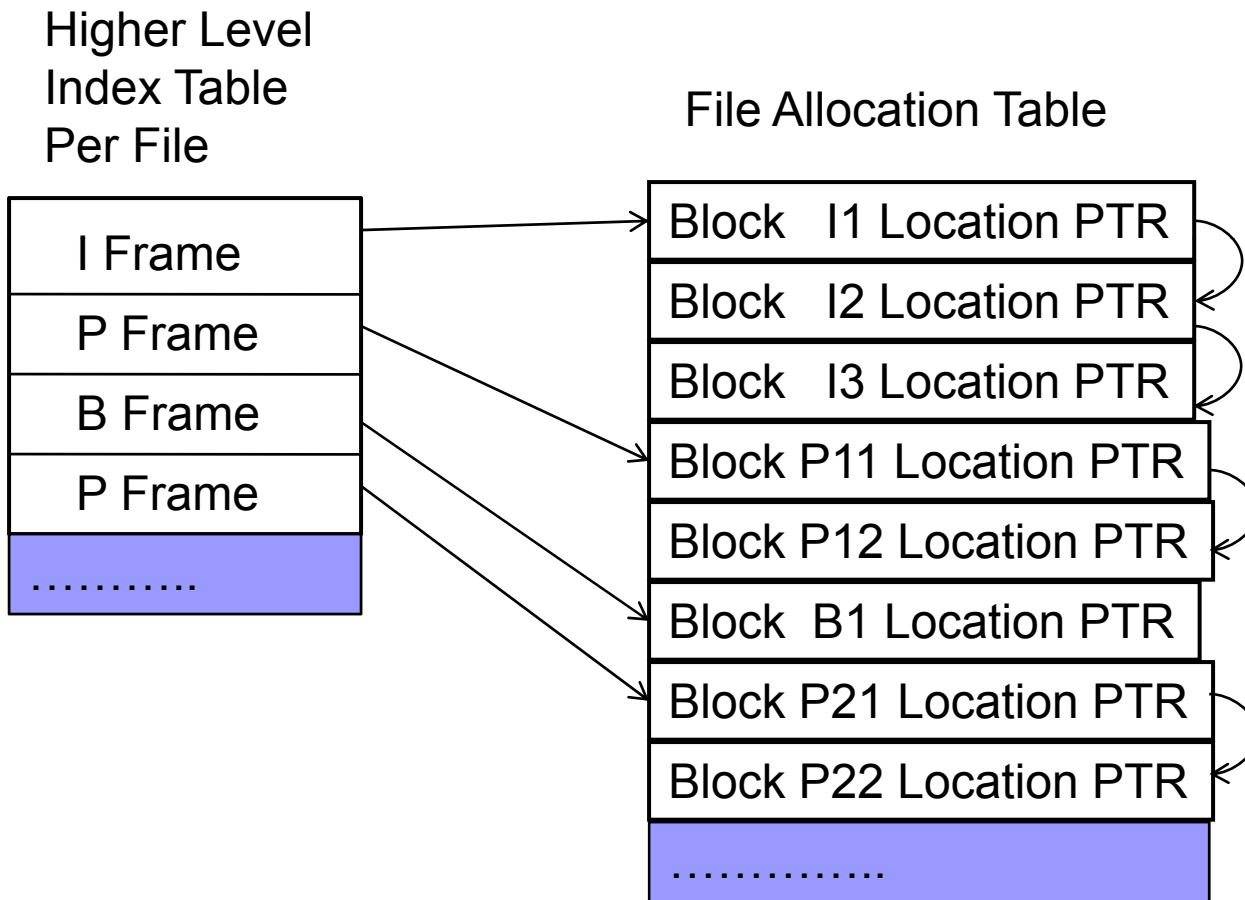 Higher Level
Index Table
Per File
I Frame
P Frame
B Frame
P Frame
………..
File Allocation Table
Block I1 Location PTR
Block I2 Location PTR
Block I3 Location PTR
Block P11 Location PTR
Block P12 Location PTR
Block B1 Location PTR
Block P21 Location PTR
Block P22 Location PTR
…………..